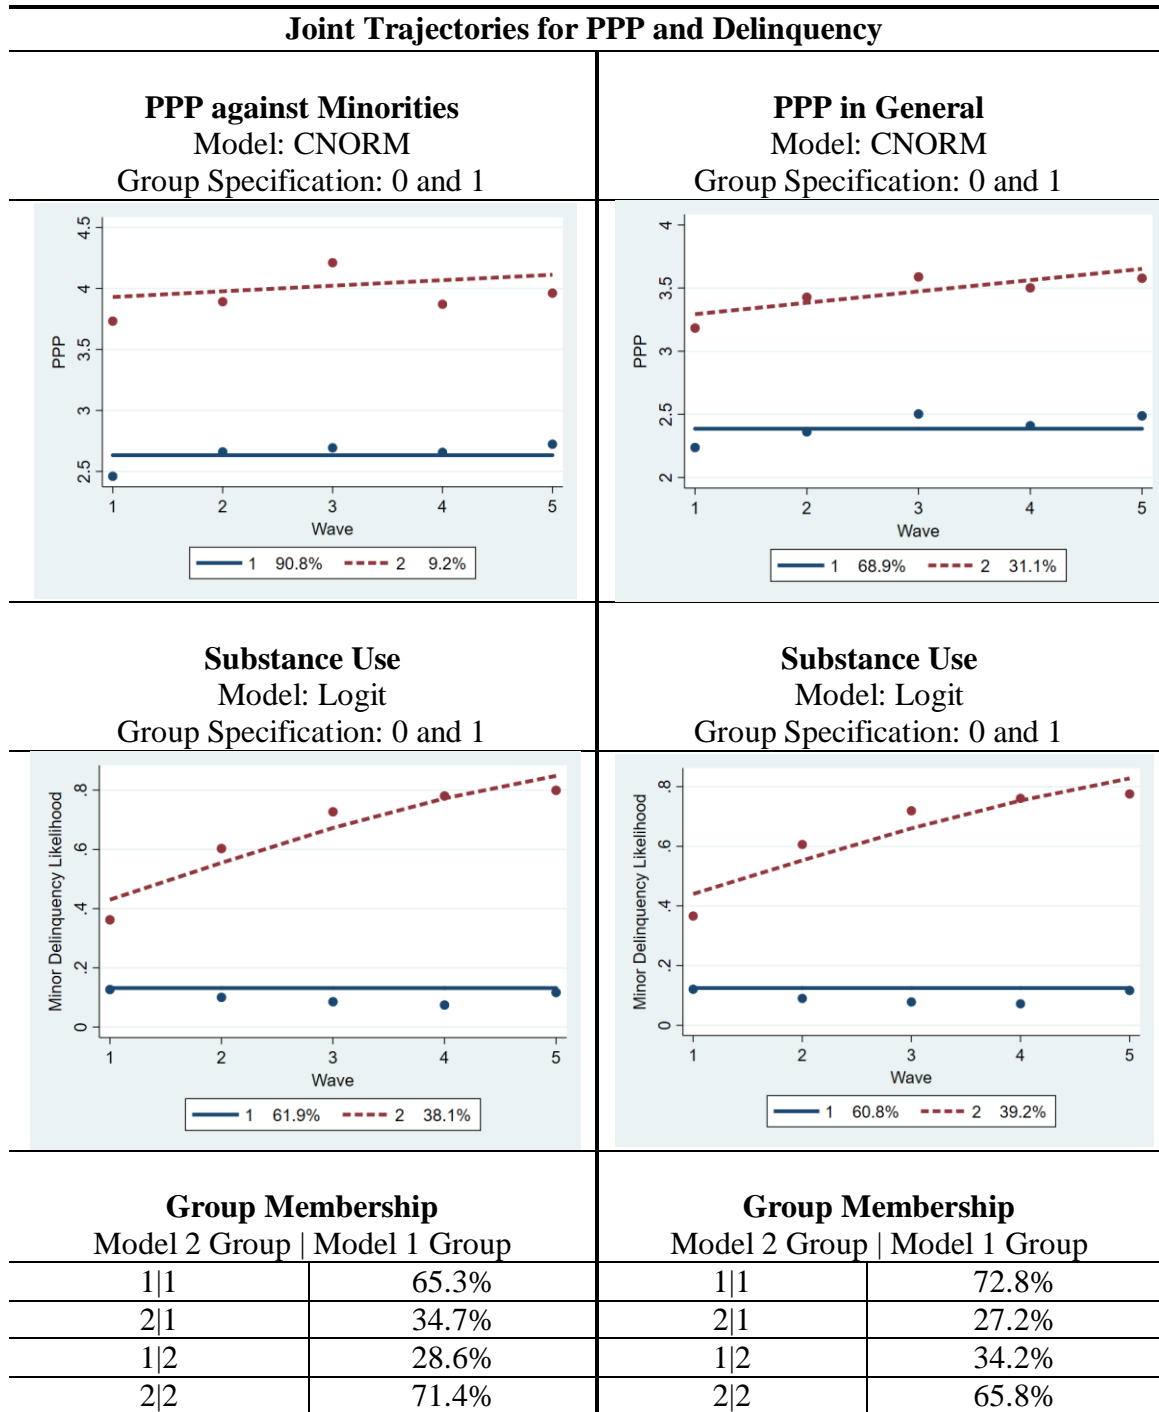 Joint Trajectories for PPP and Delinquency
PPP against Minorities
Model: CNORM
Group Specification: 0 and 1
PPP in General
Model: CNORM
Group Specification: 0 and 1
4.5
4
3.5
3
2.5
PPP
1 2 3 4 5
Wave
1 90.8% 2 9.2%
4
3.5
3
2.5
2
PPP
1 2 3 4 5
Wave
1 68.9% 2 31.1%
Substance Use
Model: Logit
Group Specification: 0 and 1
Substance Use
Model: Logit
Group Specification: 0 and 1
.8
.6
.4
.2
0
Minor Delinquency Likelihood
1 2 3 4 5
Wave
1 61.9% 2 38.1%
.8
.6
.4
.2
0
Minor Delinquency Likelihood
1 2 3 4 5
Wave
1 60.8% 2 39.2%
Group Membership
Model 2 Group | Model 1 Group
Group Membership
Model 2 Group | Model 1 Group
1|1 65.3% 1|1 72.8%
2|1 34.7% 2|1 27.2%
1|2 28.6% 1|2 34.2%
2|2 71.4% 2|2 65.8%